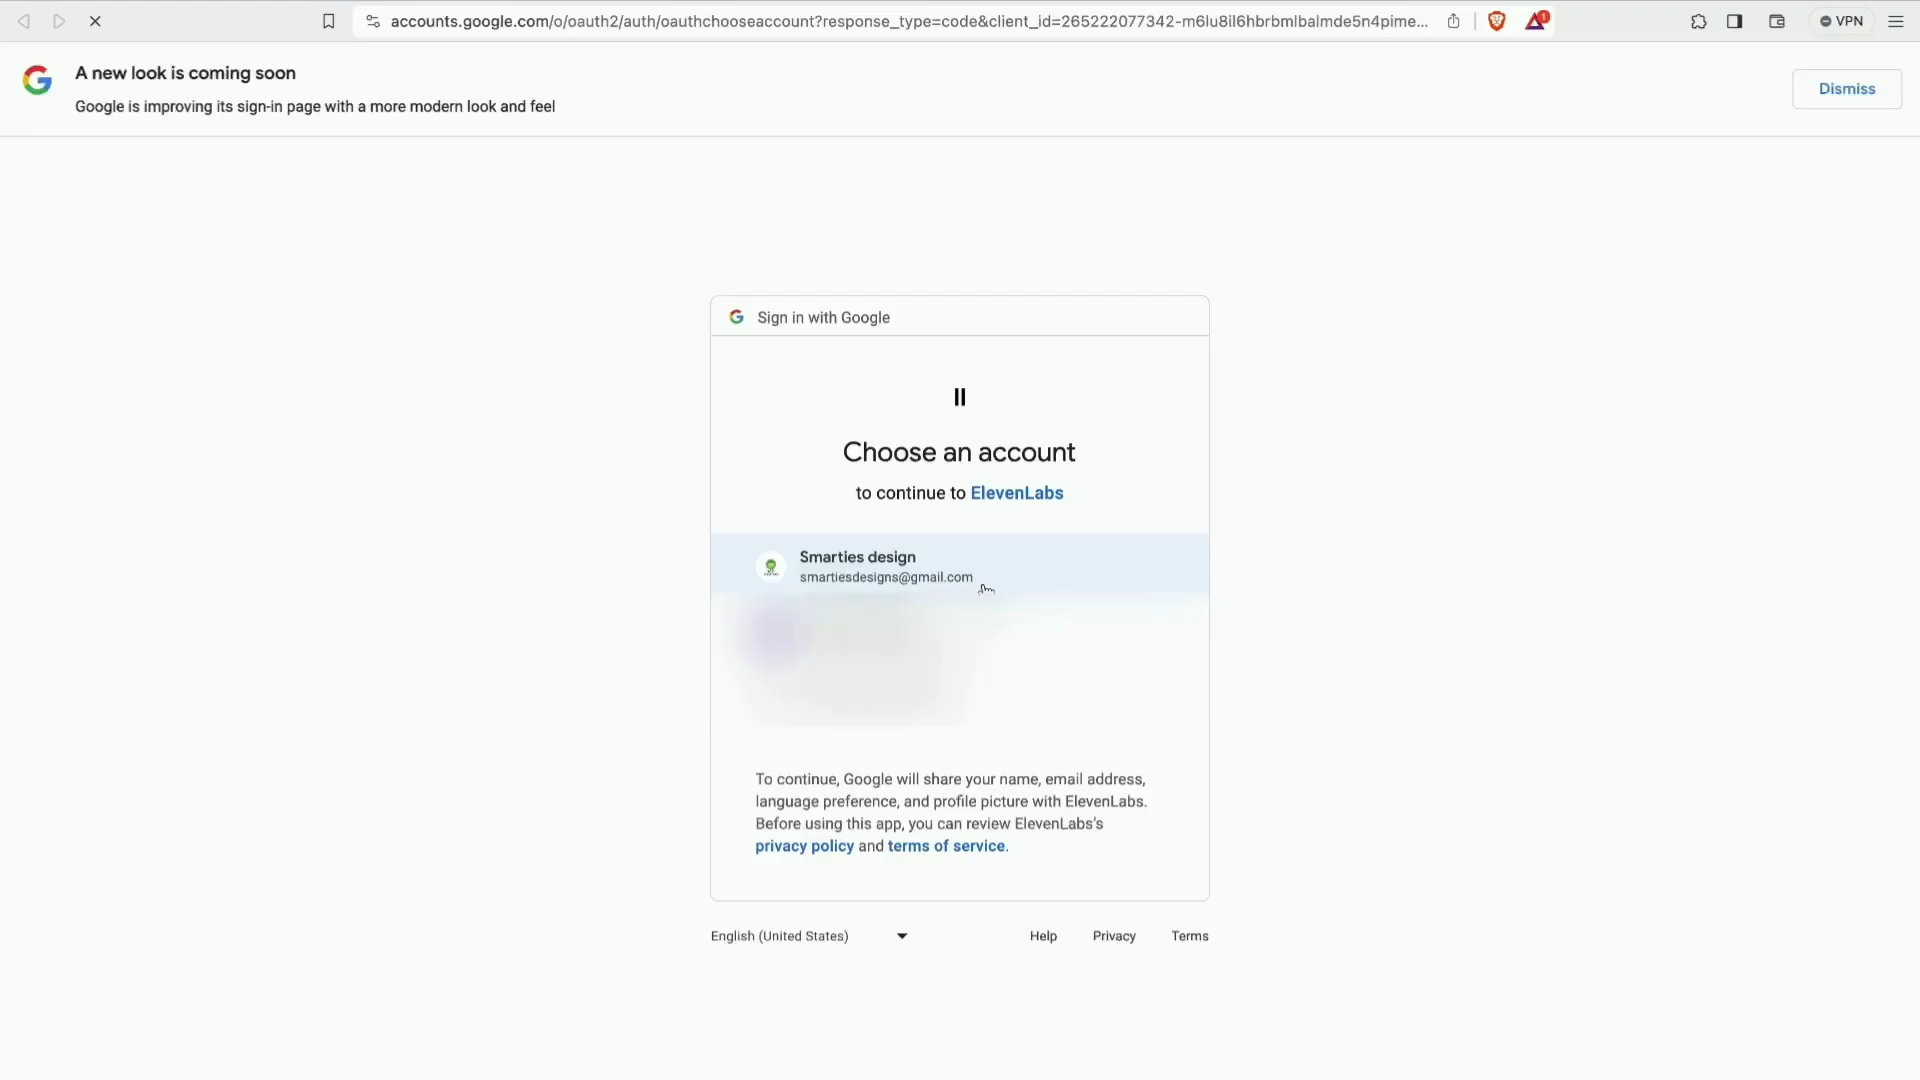 accounts.google.com/o/oauth2/auth/oauthchooseaccount?response_type=code&client_id=265222077342-m6lu8il6hbrbmlbalmde5n4pime...
1
VPN
A new look is coming soon
Google is improving its sign-in page with a more modern look and feel
Dismiss
Sign in with Google
Choose an account
to continue to ElevenLabs
Smarties design
smartiesdesigns@gmail.com
To continue, Google will share your name, email address,
language preference, and profile picture with ElevenLabs.
Before using this app, you can review ElevenLabs's
privacy policy and terms of service.
English (United States)
Help
Privacy
Terms